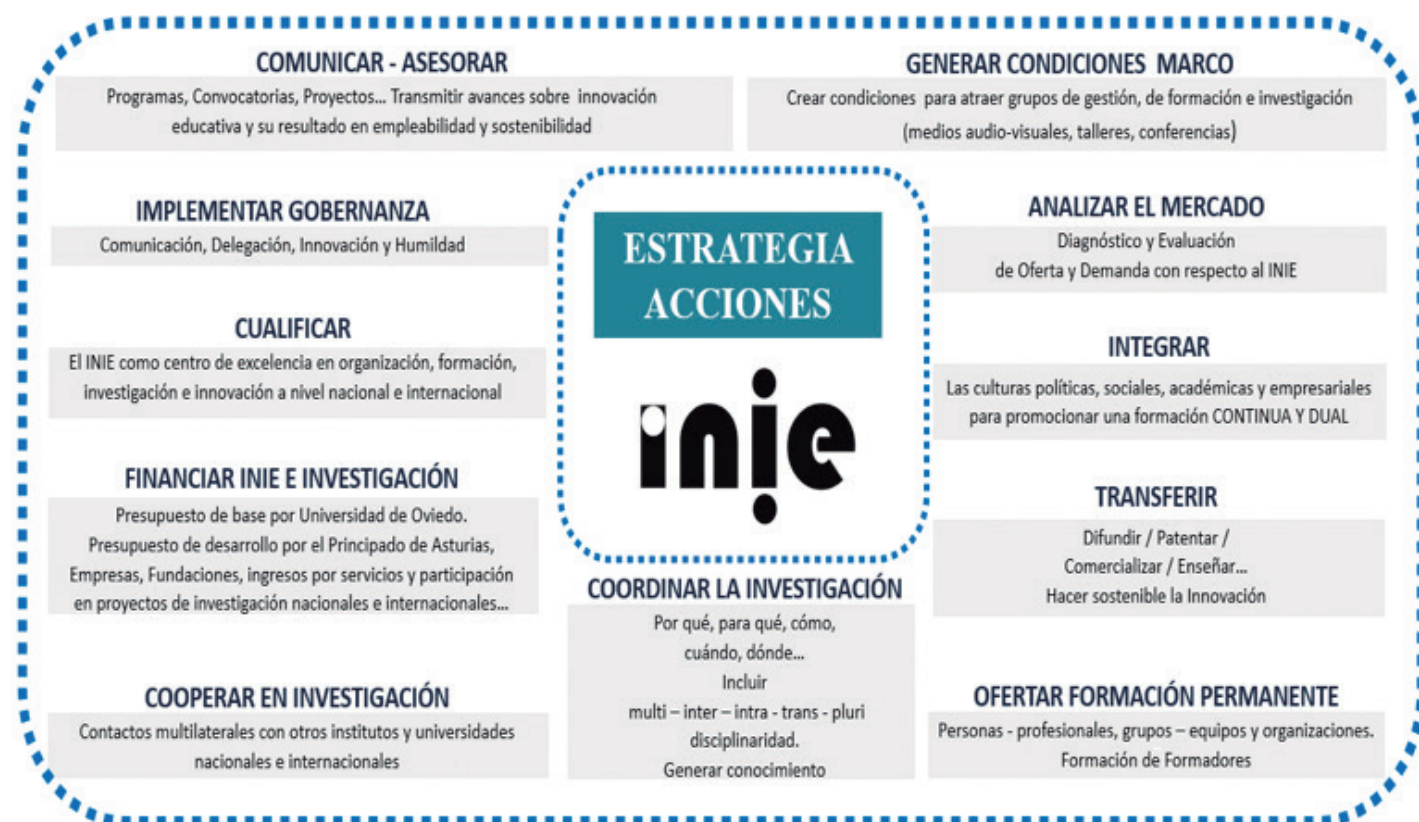 COMUNICAR - ASESORAR
Programas, Convocatorias, Proyectos... Transmitir avances sobre innovación
educativa y su resultado en empleabilidad y sostenibilidad
GENERAR CONDICIONES MARCO
Crear condiciones para atraer grupos de gestión, de formación e investigación
(medios audio-visuales, talleres, conferencias)
IMPLEMENTAR GOBERNANZA
Comunicación, Delegación, Innovación y Humildad
CUALIFICAR
El INIE como centro de excelencia en organización, formación,
investigación e innovación a nivel nacional e internacional
FINANCIAR INIE E INVESTIGACIÓN
Presupuesto de base por Universidad de Oviedo.
Presupuesto de desarrollo por el Principado de Asturias,
Empresas, Fundaciones, ingresos por servicios y participación
en proyectos de investigación nacionales e internacionales...
COOPERAR EN INVESTIGACIÓN
Contactos multilaterales con otros institutos y universidades
nacionales e internacionales
ESTRATEGIA
ACCIONES
inie
COORDINAR LA INVESTIGACIÓN
Por qué, para qué, cómo,
cuándo, dónde...
Incluir
multi – inter – intra - trans - pluri
disciplinaridad.
Generar conocimiento
ANALIZAR EL MERCADO
Diagnóstico y Evaluación
de Oferta y Demanda con respecto al INIE
INTEGRAR
Las culturas políticas, sociales, académicas y empresariales
para promocionar una formación CONTINUA Y DUAL
TRANSFERIR
Difundir / Patentar /
Comercializar / Enseñar...
Hacer sostenible la Innovación
OFERTAR FORMACIÓN PERMANENTE
Personas - profesionales, grupos – equipos y organizaciones.
Formación de Formadores